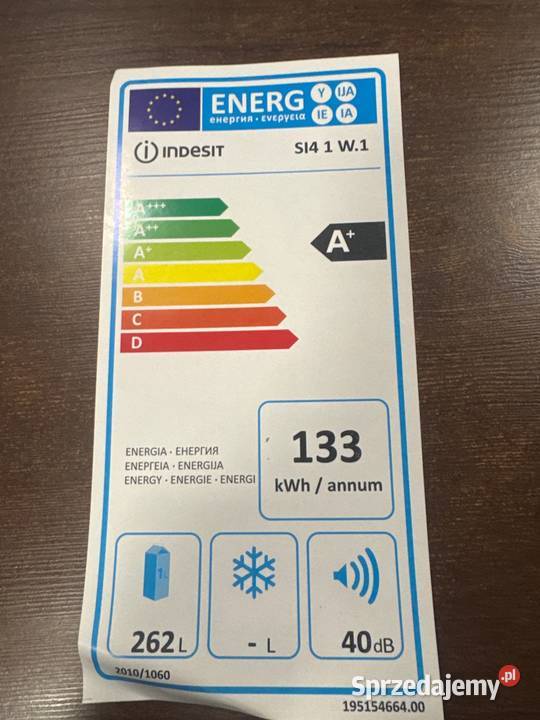 ENERG Y IJA IE IA
енергия · ενεργεια
INDESIT SI4 1 W.1
A+++
A++
A+
A
B
C
D
A+
133
kWh / annum
ENERGIA · ЕНЕРГИЯ
ΕΝΕΡΓΕΙΑ · ENERGIJA
ENERGY · ENERGIE · ENERGI
1L
262 L
- L
40 dB
2010/1060
195154664.00
Sprzedajemy.pl